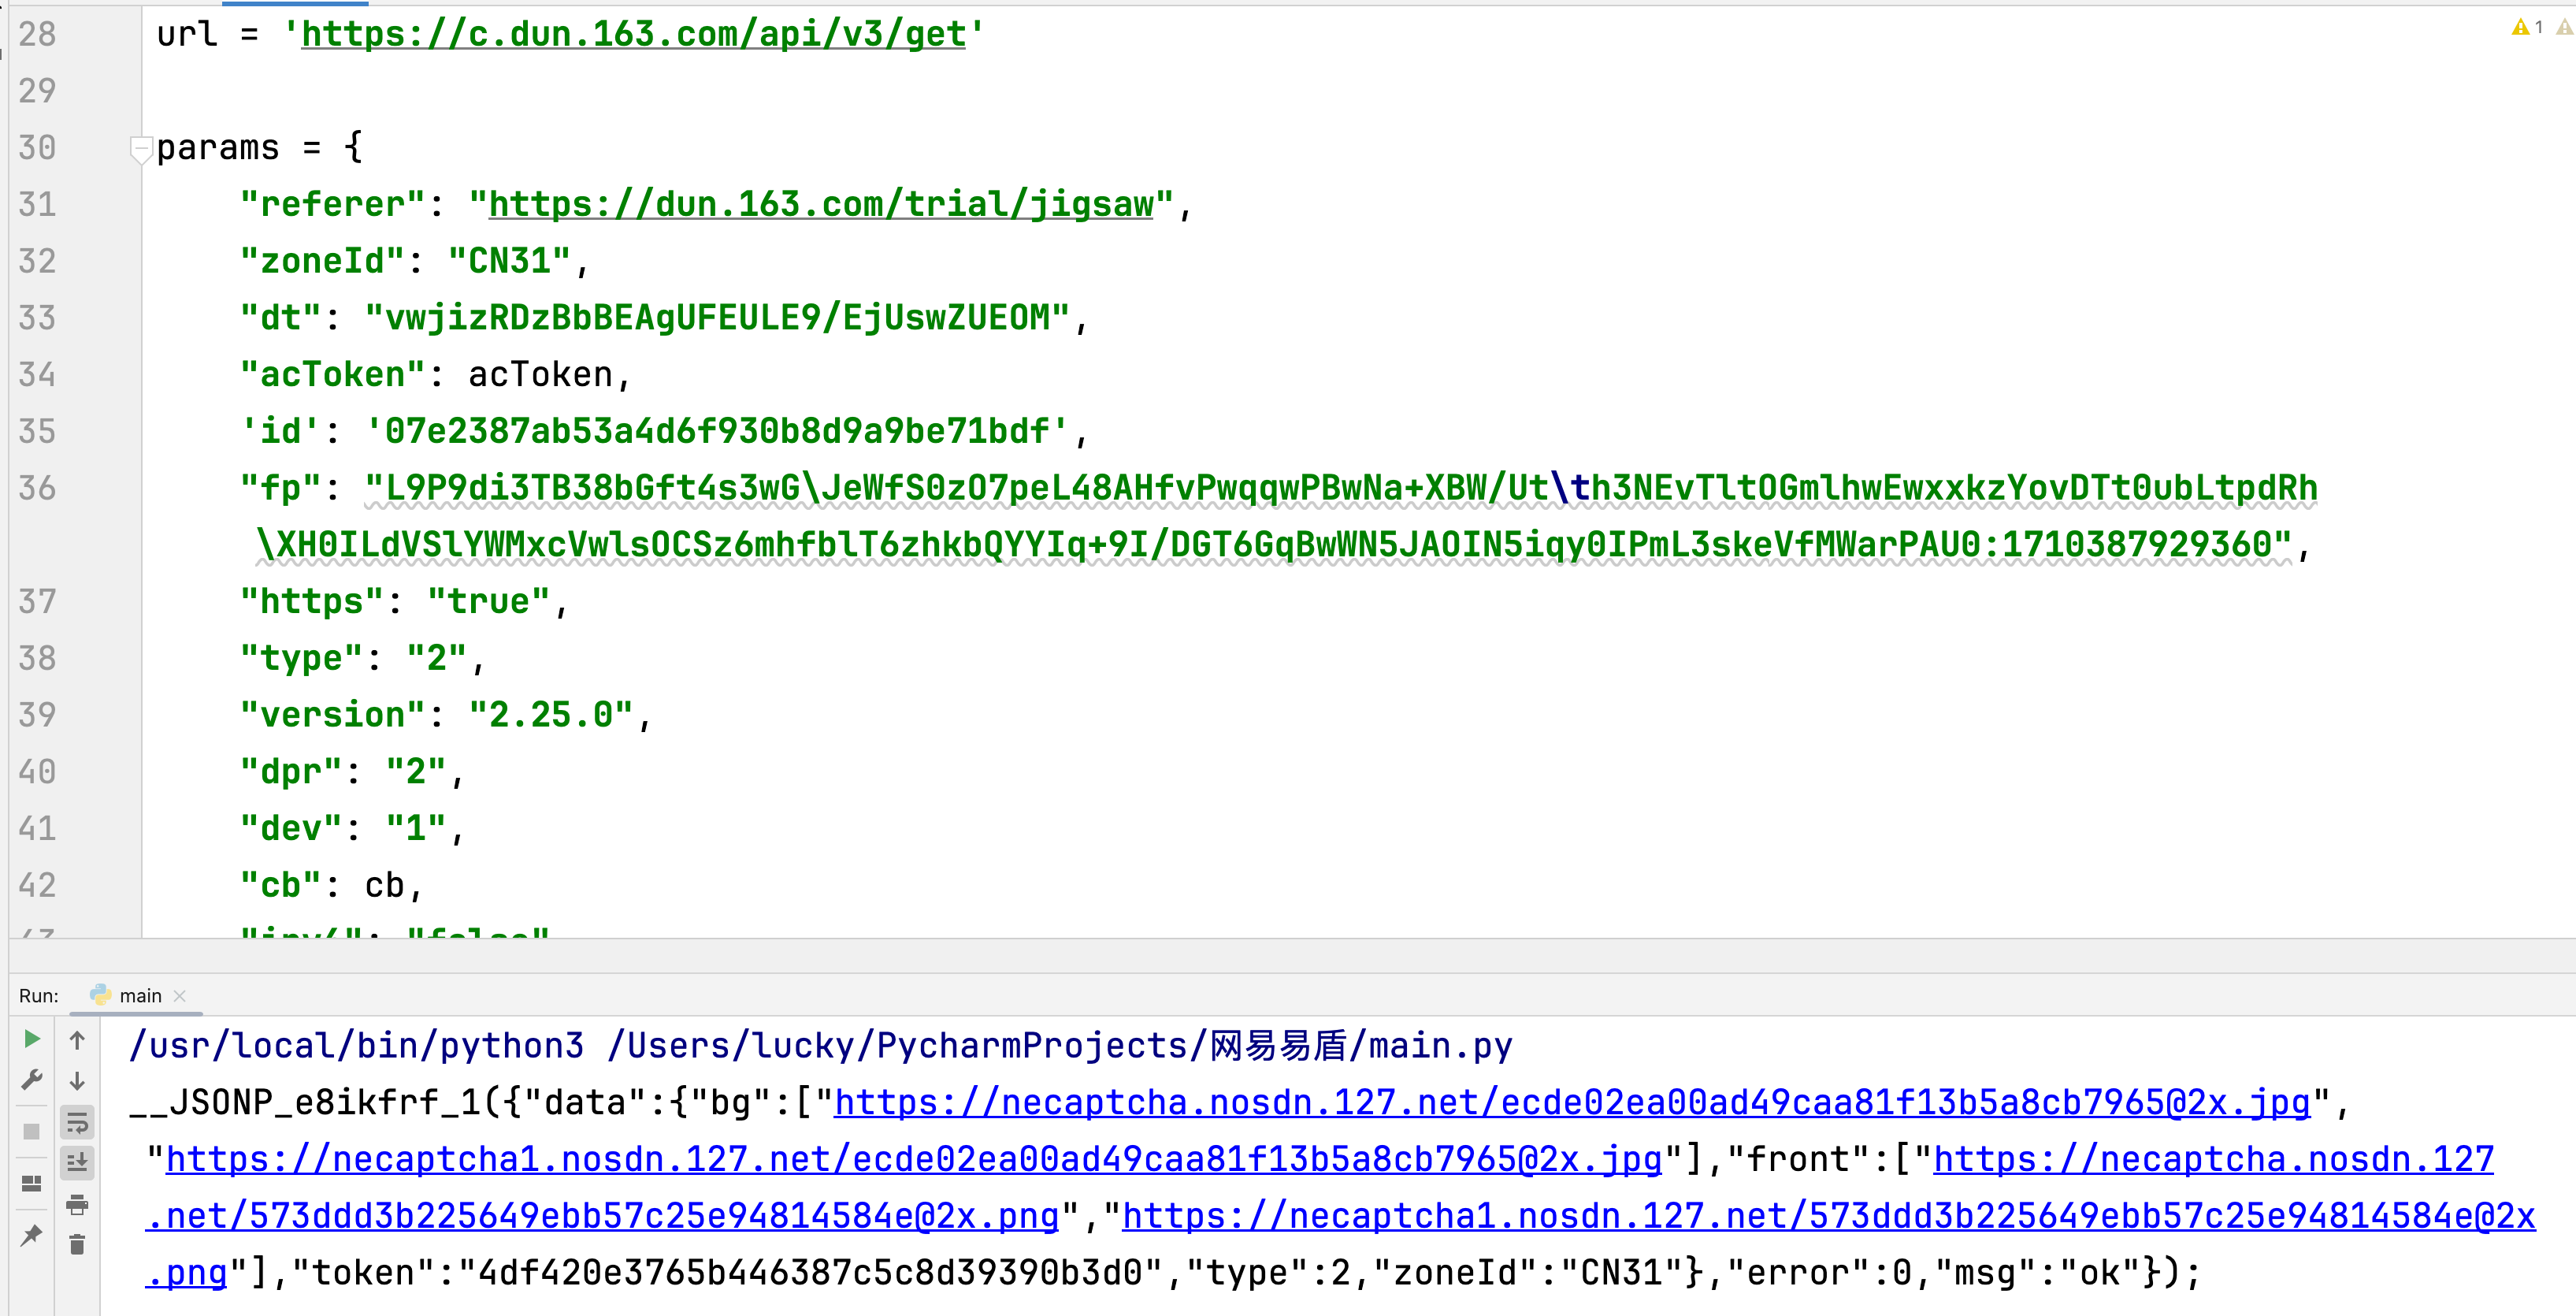 28 url = 'https://c.dun.163.com/api/v3/get'
29
30 params = {
31 "referer": "https://dun.163.com/trial/jigsaw",
32 "zoneId": "CN31",
33 "dt": "vwjizRDzBbBEAgUFEULE9/EjUswZUEOM",
34 "acToken": acToken,
35 'id': '07e2387ab53a4d6f930b8d9a9be71bdf',
36 "fp": "L9P9di3TB38bGft4s3wG\JeWfS0zO7peL48AHfvPwqqwPBwNa+XBW/Ut\th3NEvTltOGmlhwEwxxkzYovDTt0ubLtpdRh
\XH0ILdVSlYWMxcVwlsOCSz6mhfblT6zhkbQYYIq+9I/DGT6GqBwWN5JAOIN5iqy0IPmL3skeVfMWarPAU0:1710387929360",
37 "https": "true",
38 "type": "2",
39 "version": "2.25.0",
40 "dpr": "2",
41 "dev": "1",
42 "cb": cb,
1
Run: main
/usr/local/bin/python3 /Users/lucky/PycharmProjects/网易易盾/main.py
__JSONP_e8ikfrf_1({"data":{"bg":["https://necaptcha.nosdn.127.net/ecde02ea00ad49caa81f13b5a8cb7965@2x.jpg",
"https://necaptcha1.nosdn.127.net/ecde02ea00ad49caa81f13b5a8cb7965@2x.jpg"],"front":["https://necaptcha.nosdn.127
.net/573ddd3b225649ebb57c25e94814584e@2x.png","https://necaptcha1.nosdn.127.net/573ddd3b225649ebb57c25e94814584e@2x
.png"],"token":"4df420e3765b446387c5c8d39390b3d0","type":2,"zoneId":"CN31"},"error":0,"msg":"ok"});